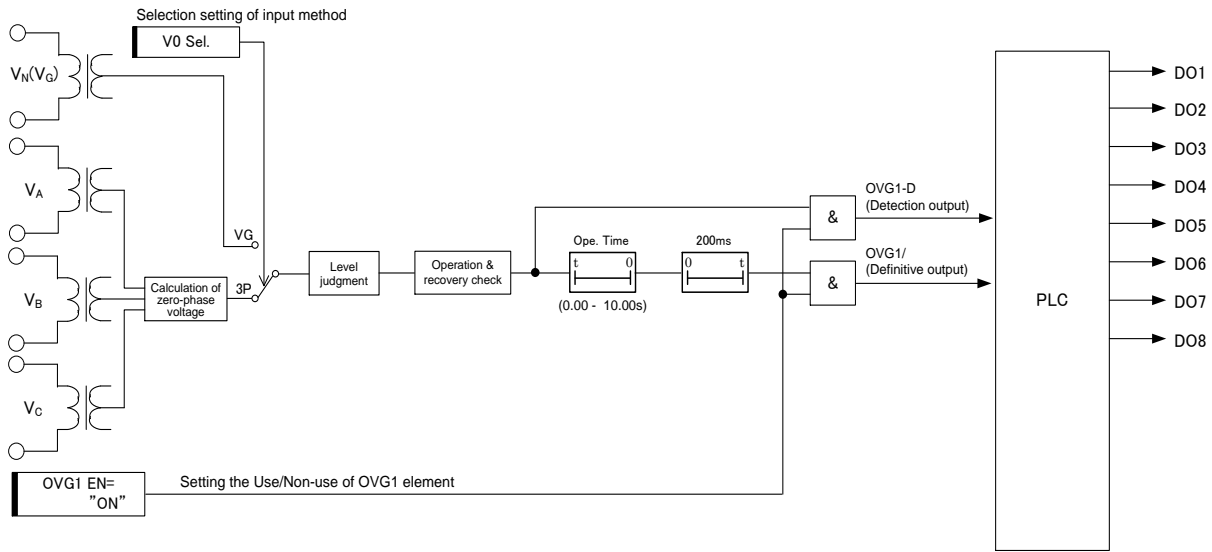 Selection setting of input method
V0 Sel.
VN(VG)
VA
VB
VC
Calculation of
zero-phase
voltage
VG
3P
Level
judgment
Operation &
recovery check
Ope. Time
t 0
(0.00 - 10.00s)
200ms
0 t
&
OVG1-D
(Detection output)
&
OVG1/
(Definitive output)
PLC
DO1
DO2
DO3
DO4
DO5
DO6
DO7
DO8
OVG1 EN=
"ON"
Setting the Use/Non-use of OVG1 element